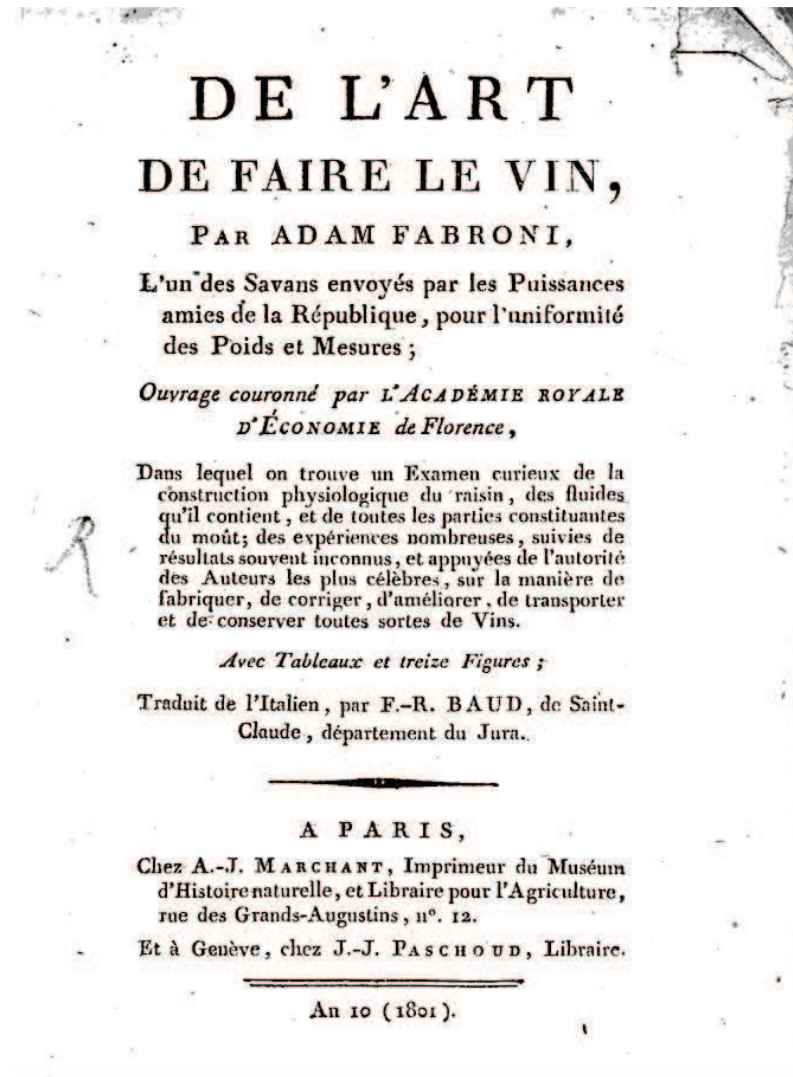 DE L'ART
DE FAIRE LE VIN,
PAR ADAM FABRONI,
L'un des Savans envoyés par les Puissances
amies de la République, pour l'uniformité
des Poids et Mesures ;
Ouvrage couronné par L'ACADÉMIE ROYALE
D'ÉCONOMIE de Florence,
Dans lequel on trouve un Examen curieux de la
construction physiologique du raisin, des fluides
qu'il contient, et de toutes les parties constituantes
du moût; des expériences nombreuses, suivies de
résultats souvent inconnus, et appuyées de l'autorité
des Auteurs les plus célèbres, sur la manière de
fabriquer, de corriger, d'améliorer, de transporter
et de conserver toutes sortes de Vins.
Avec Tableaux et treize Figures ;
Traduit de l'Italien, par F.-R. BAUD, de Saint-
Claude, département du Jura.
R
A PARIS,
Chez A.-J. MARCHANT, Imprimeur du Muséum
d'Histoire naturelle, et Libraire pour l'Agriculture,
rue des Grands-Augustins, nº. 12.
Et à Genève, chez J.-J. PASCHOUD, Libraire.
An 10 (1801).